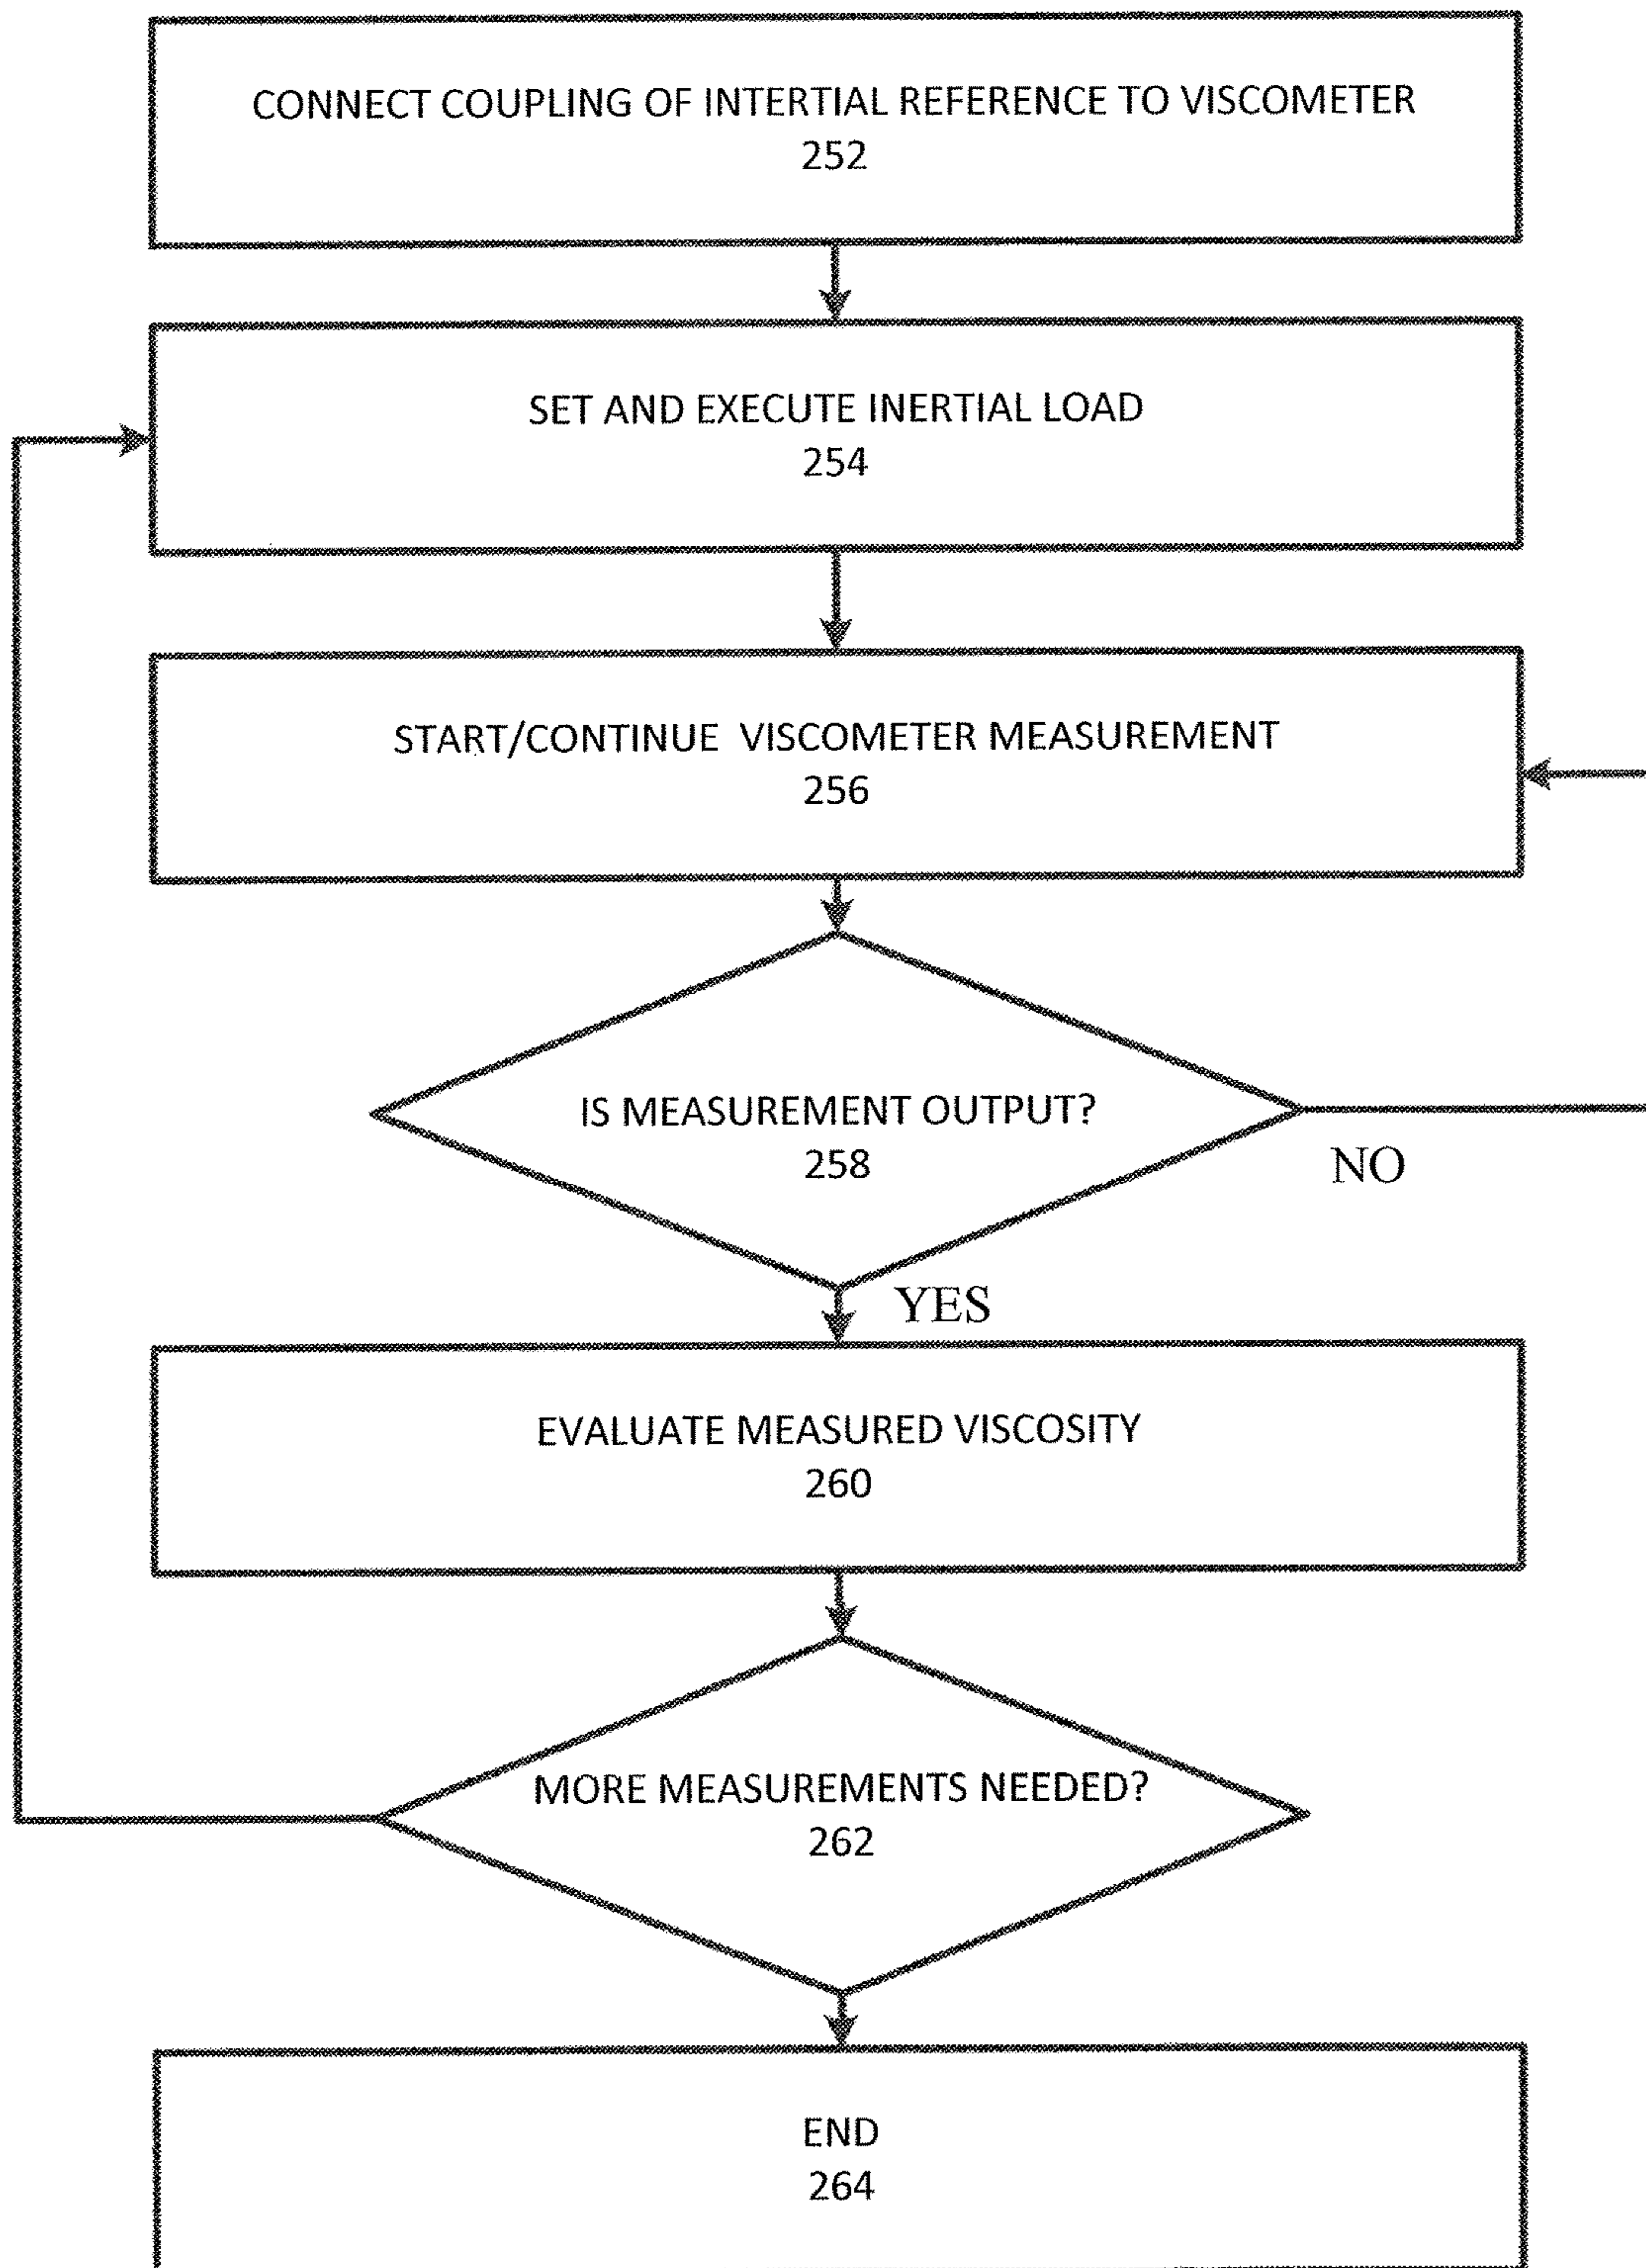 CONNECT COUPLING OF INTERTIAL REFERENCE TO VISCOMETER
252
SET AND EXECUTE INERTIAL LOAD
254
START/CONTINUE VISCOMETER MEASUREMENT
256
IS MEASUREMENT OUTPUT?
258
NO
YES
EVALUATE MEASURED VISCOSITY
260
MORE MEASUREMENTS NEEDED?
262
END
264